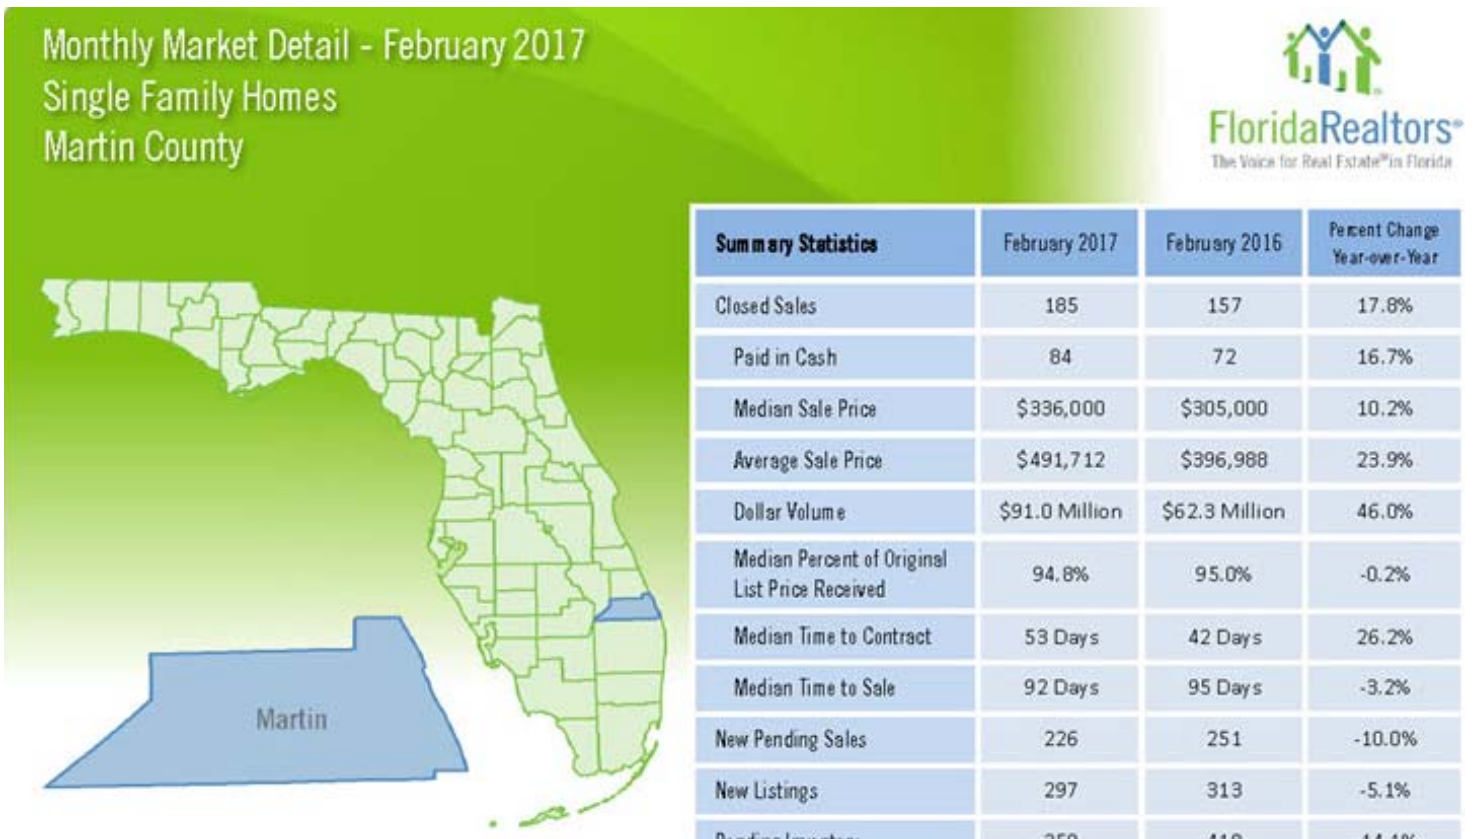 Monthly Market Detail - February 2017
Single Family Homes
Martin County
FloridaRealtors®
The Voice for Real Estate® in Florida
Summary Statistics February 2017 February 2016 Percent Change Year-over-Year
Closed Sales 185 157 17.8%
Paid in Cash 84 72 16.7%
Median Sale Price $336,000 $305,000 10.2%
Average Sale Price $491,712 $396,988 23.9%
Dollar Volume $91.0 Million $62.3 Million 46.0%
Median Percent of Original List Price Received 94.8% 95.0% -0.2%
Median Time to Contract 53 Days 42 Days 26.2%
Median Time to Sale 92 Days 95 Days -3.2%
New Pending Sales 226 251 -10.0%
New Listings 297 313 -5.1%
Martin